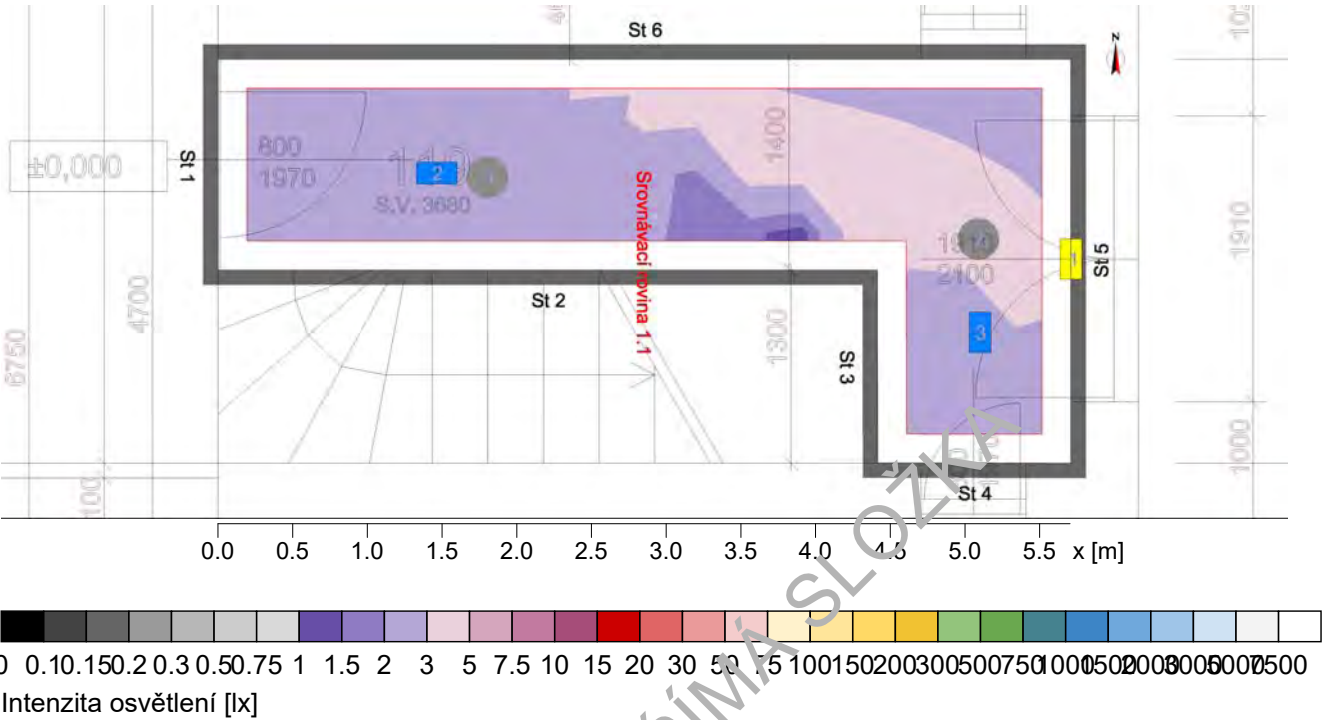 St 6
z
±0,000
St 1
800
1970
2
S.V. 3680
1400
Srovnávací rovina 1.1
2100
1
St 5
1910
4700
St 2
1300
3
St 3
6750
1000
St 4
100
0.0 0.5 1.0 1.5 2.0 2.5 3.0 3.5 4.0 4.5 5.0 5.5 x [m]
0.1 0.15 0.2 0.3 0.5 0.75 1 1.5 2 3 5 7.5 10 15 20 30 50 75 100 150 200 300 500 750 1000 1500 2000 3000 5000 7500
Intenzita osvětlení [lx]
SLOŽKA